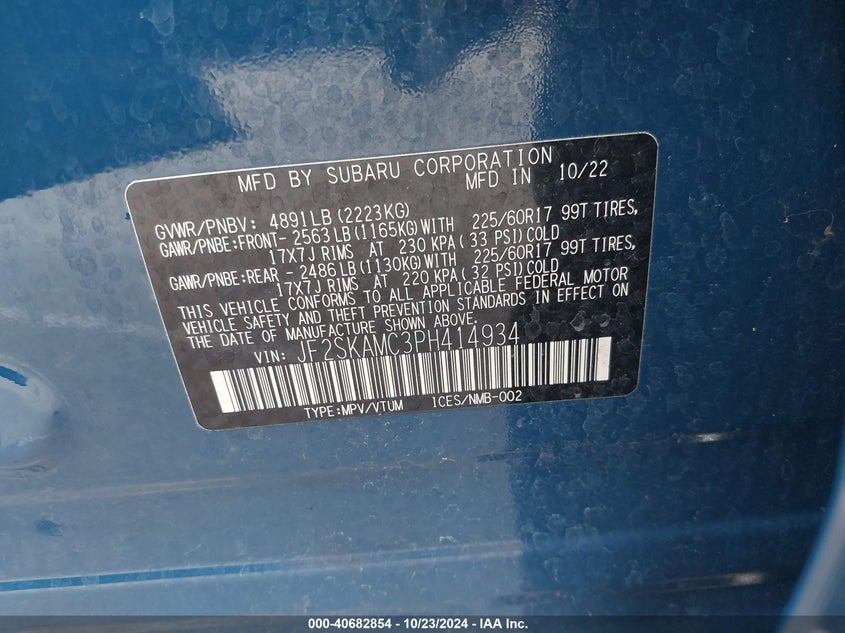 MFD BY SUBARU CORPORATION
MFD IN 10/22
GVWR/PNBV: 4891LB(2223KG)
GAWR/PNBE:FRONT- 2563LB(1165KG)WITH 225/60R17 99T TIRES,
17X7J RIMS AT 230 KPA(33 PSI)COLD
GAWR/PNBE:REAR - 2486LB(1130KG)WITH 225/60R17 99T TIRES,
17X7J RIMS AT 220 KPA(32 PSI)COLD
THIS VEHICLE CONFORMS TO ALL APPLICABLE FEDERAL MOTOR
VEHICLE SAFETY AND THEFT PREVENTION STANDARDS IN EFFECT ON
THE DATE OF MANUFACTURE SHOWN ABOVE.
VIN: JF2SKAMC3PH414934
TYPE:MPV/VTUM ICES/NMB-002
000-40682854 - 10/23/2024 - IAA Inc.